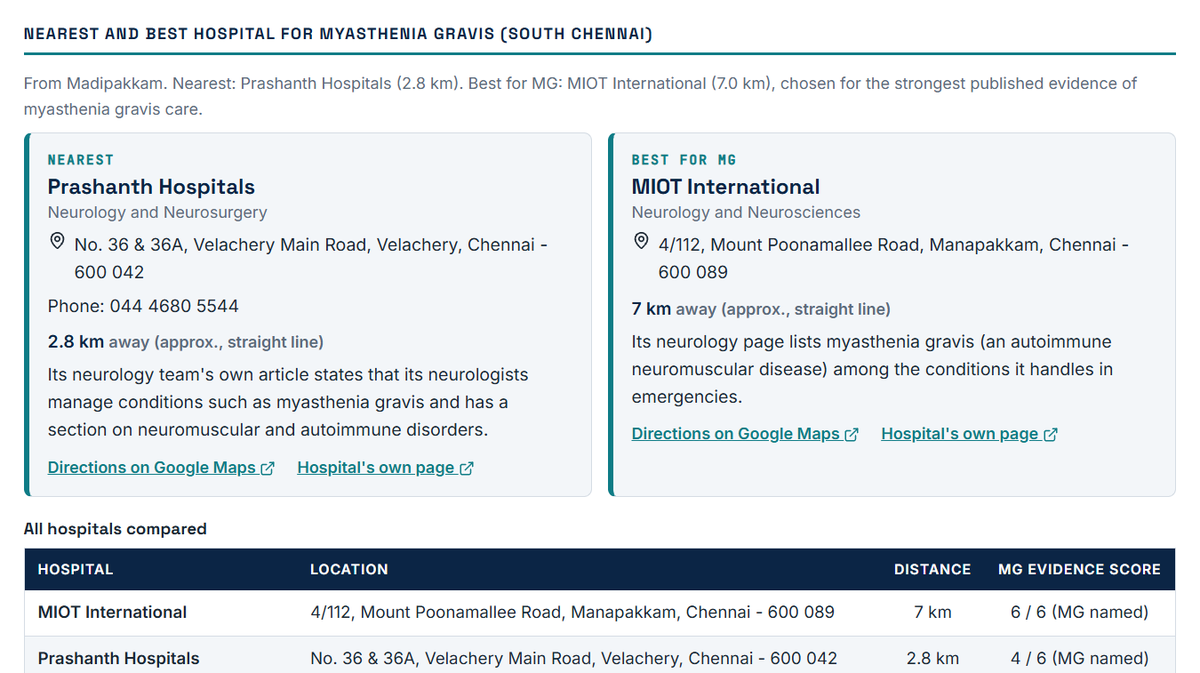 NEAREST AND BEST HOSPITAL FOR MYASTHENIA GRAVIS (SOUTH CHENNAI)
From Madipakkam. Nearest: Prashanth Hospitals (2.8 km). Best for MG: MIOT International (7.0 km), chosen for the strongest published evidence of
myasthenia gravis care.
NEAREST
Prashanth Hospitals
Neurology and Neurosurgery
No. 36 & 36A, Velachery Main Road, Velachery, Chennai -
600 042
Phone: 044 4680 5544
2.8 km away (approx., straight line)
Its neurology team's own article states that its neurologists
manage conditions such as myasthenia gravis and has a
section on neuromuscular and autoimmune disorders.
Directions on Google Maps Hospital's own page
BEST FOR MG
MIOT International
Neurology and Neurosciences
4/112, Mount Poonamallee Road, Manapakkam, Chennai -
600 089
7 km away (approx., straight line)
Its neurology page lists myasthenia gravis (an autoimmune
neuromuscular disease) among the conditions it handles in
emergencies.
Directions on Google Maps Hospital's own page
All hospitals compared
HOSPITAL LOCATION DISTANCE MG EVIDENCE SCORE
MIOT International 4/112, Mount Poonamallee Road, Manapakkam, Chennai - 600 089 7 km 6 / 6 (MG named)
Prashanth Hospitals No. 36 & 36A, Velachery Main Road, Velachery, Chennai - 600 042 2.8 km 4 / 6 (MG named)